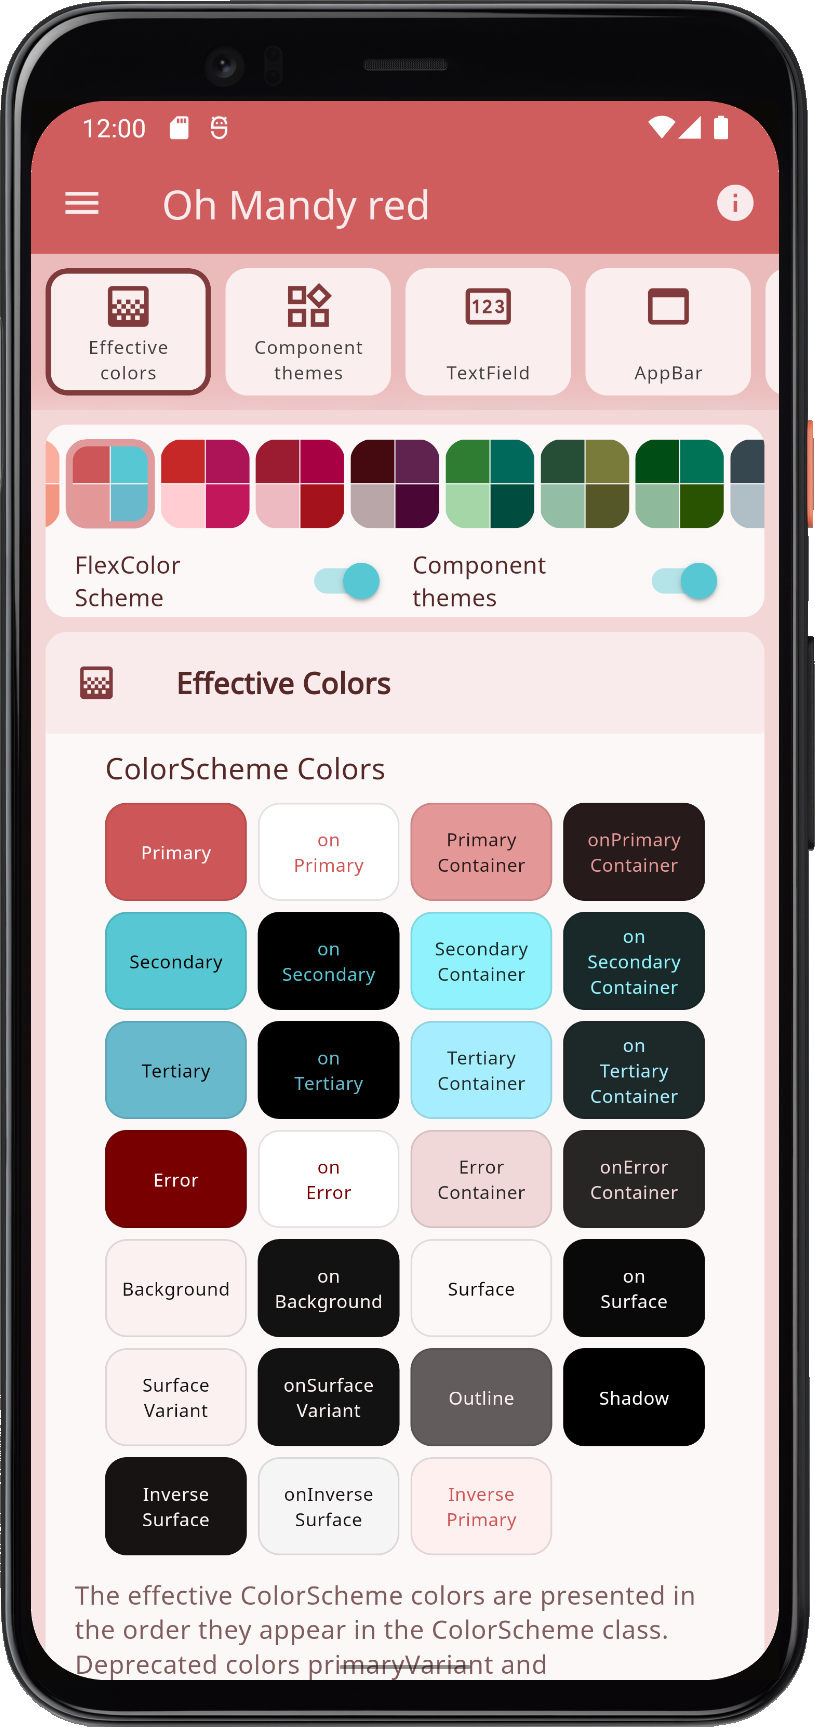 12:00
Oh Mandy red
Effective
colors
Component
themes
123
TextField
AppBar
FlexColor
Scheme
Component
themes
Effective Colors
ColorScheme Colors
Primary
on
Primary
Primary
Container
onPrimary
Container
Secondary
on
Secondary
Secondary
Container
on
Secondary
Container
Tertiary
on
Tertiary
Tertiary
Container
on
Tertiary
Container
Error
on
Error
Error
Container
onError
Container
Background
on
Background
Surface
on
Surface
Surface
Variant
onSurface
Variant
Outline
Shadow
Inverse
Surface
onInverse
Surface
Inverse
Primary
The effective ColorScheme colors are presented in
the order they appear in the ColorScheme class.
Deprecated colors primaryVariant and